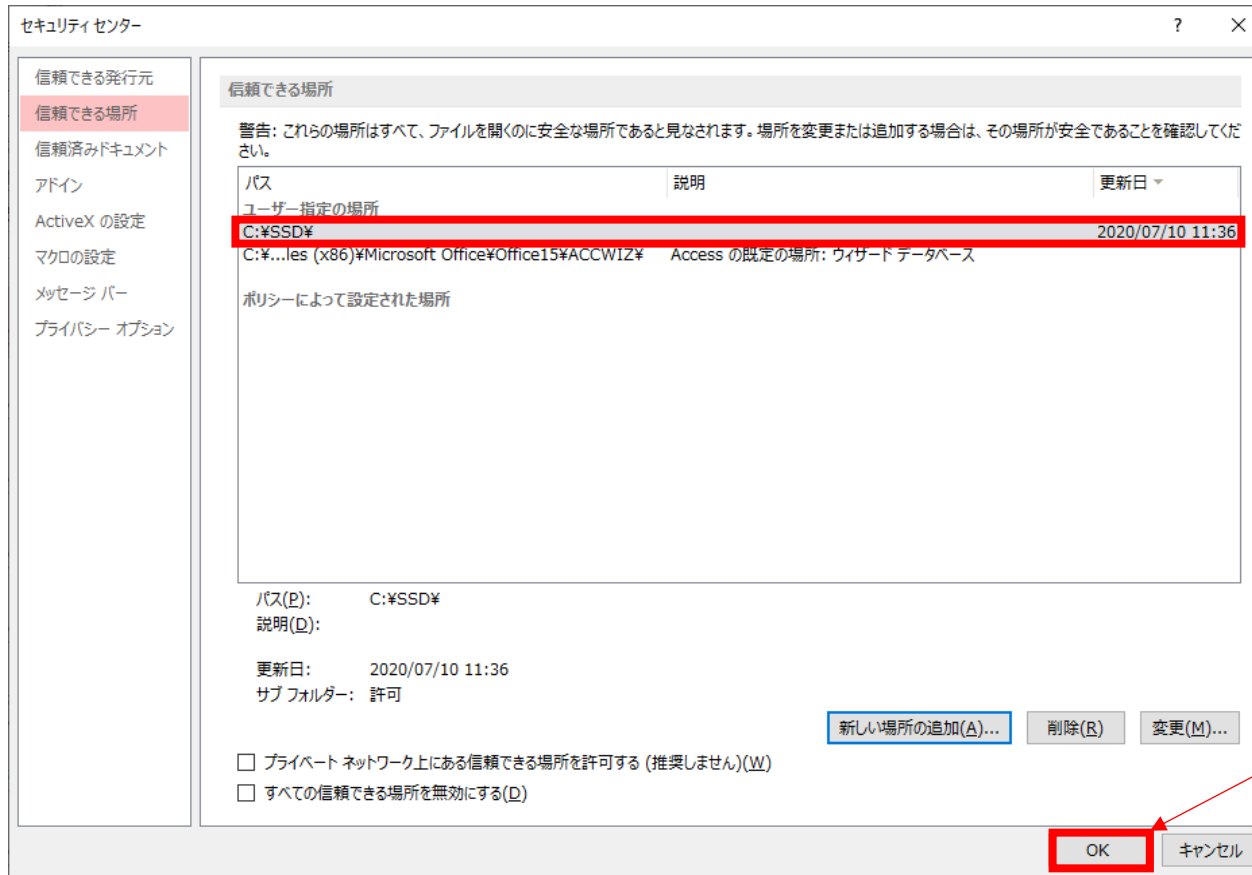 セキュリティ センター
?
信頼できる発行元
信頼できる場所
信頼済みドキュメント
アドイン
ActiveX の設定
マクロの設定
メッセージ バー
プライバシー オプション
信頼できる場所
警告: これらの場所はすべて、ファイルを開くのに安全な場所であると見なされます。場所を変更または追加する場合は、その場所が安全であることを確認してくだ
さい。
パス 説明 更新日
ユーザー指定の場所
C:¥SSD¥ 2020/07/10 11:36
C:¥...les (x86)¥Microsoft Office¥Office15¥ACCWIZ¥ Access の既定の場所: ウィザード データベース
ポリシーによって設定された場所
パス(P): C:¥SSD¥
説明(D):
更新日: 2020/07/10 11:36
サブ フォルダー: 許可
新しい場所の追加(A)... 削除(R) 変更(M)...
プライベート ネットワーク上にある信頼できる場所を許可する (推奨しません)(W)
すべての信頼できる場所を無効にする(D)
OK キャンセル